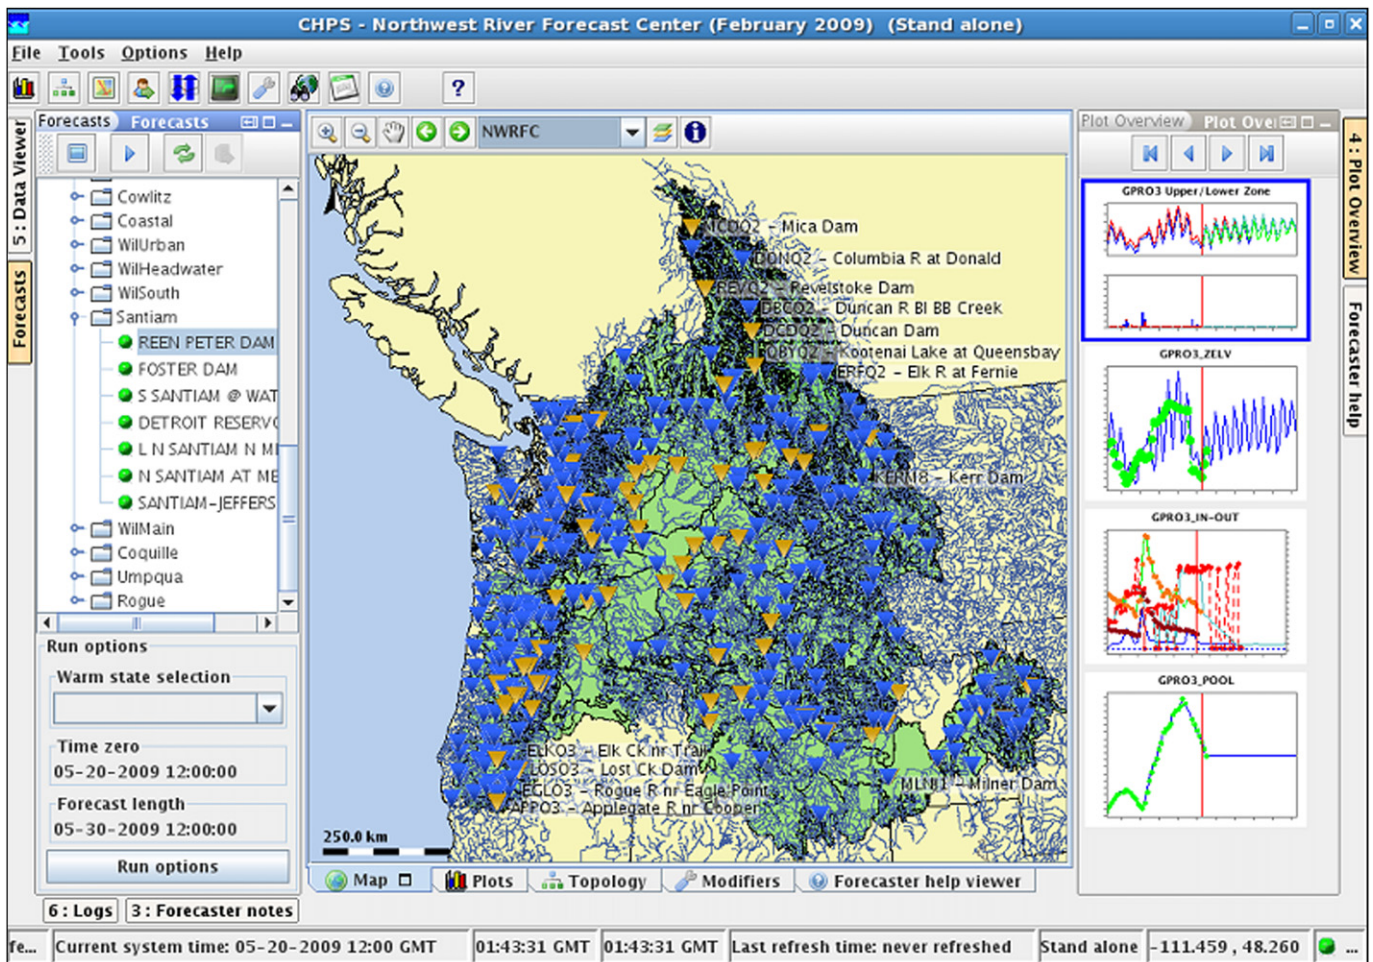 CHPS - Northwest River Forecast Center (February 2009) (Stand alone)
File Tools Options Help
?
5 : Data Viewer
Forecasts
Forecasts Forecasts
Cowlitz
Coastal
WilUrban
WilHeadwater
WilSouth
Santiam
REEN PETER DAM
FOSTER DAM
S SANTIAM @ WAT
DETROIT RESERVO
L N SANTIAM N MI
N SANTIAM AT ME
SANTIAM-JEFFERS
WilMain
Coquille
Umpqua
Rogue
Run options
Warm state selection
Time zero
05-20-2009 12:00:00
Forecast length
05-30-2009 12:00:00
Run options
6 : Logs 3 : Forecaster notes
NWRFC
MCDQ2 - Mica Dam
DONQ2 - Columbia R at Donald
REVQ2 - Revelstoke Dam
DBCQ2 - Duncan R Bl BB Creek
DCDQ2 - Duncan Dam
QBYQ2 - Kootenai Lake at Queensbay
ERFQ2 - Elk R at Fernie
KERM8 - Kerr Dam
ELKO3 - Elk Ck nr Trail
LOSO3 - Lost Ck Dam
EGLO3 - Rogue R nr Eagle Point
APPO3 - Applegate R nr Cooper
MLNI1 - Milner Dam
250.0 km
Map Plots Topology Modifiers Forecaster help viewer
Plot Overview Plot Over
GPRO3 Upper/Lower Zone
GPRO3_ZELV
GPRO3_IN-OUT
GPRO3_POOL
4 : Plot Overview
Forecaster help
fe... Current system time: 05-20-2009 12:00 GMT 01:43:31 GMT 01:43:31 GMT Last refresh time: never refreshed Stand alone -111.459 , 48.260 ...